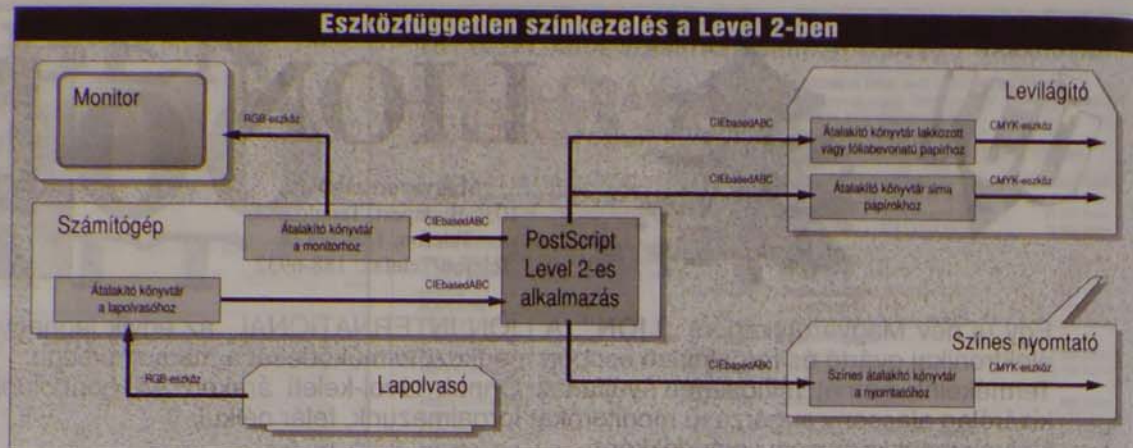 Eszközfüggetlen színkezelés a Level 2-ben
Monitor
RGB-eszköz
Számítógép
Átalakító könyvtár
a monitorhoz
CIEbasedABC
Átalakító könyvtár
a lapolvasóhoz
CIEbasedABC
PostScript
Level 2-es
alkalmazás
RGB-eszköz
Lapolvasó
Levilágító
CIEbasedABC
Átalakító könyvtár lakkozott
vagy fóliabevonatú papírhoz
CMYK-eszköz
CIEbasedABC
Átalakító könyvtár sima
papírokhoz
CMYK-eszköz
Színes nyomtató
CIEbasedABC
Színes átalakító könyvtár
a nyomtatóhoz
CMYK-eszköz